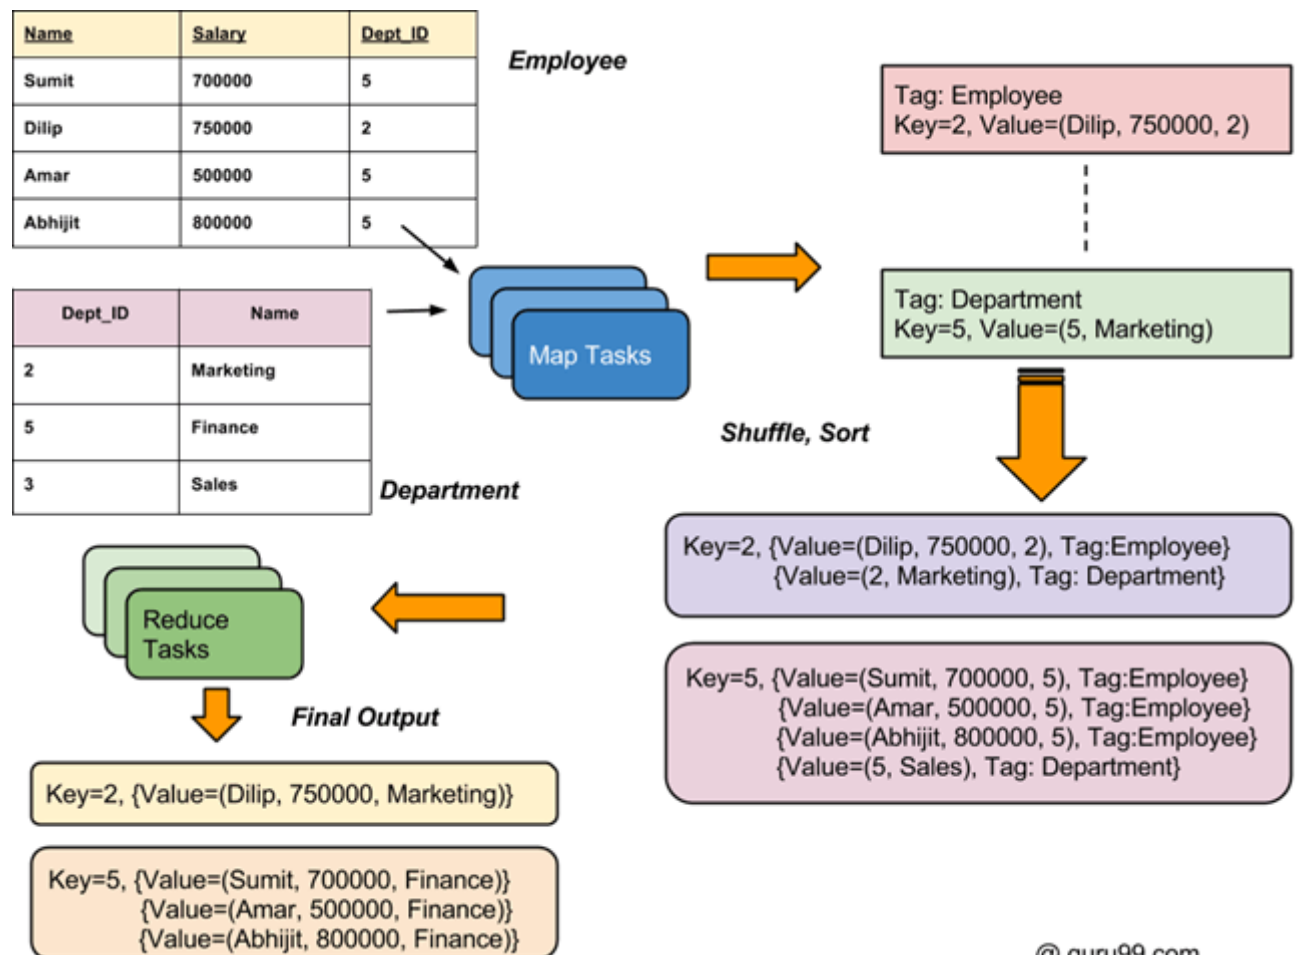 Name Salary Dept_ID
Sumit 700000 5
Dilip 750000 2
Amar 500000 5
Abhijit 800000 5
Employee
Dept_ID Name
2 Marketing
5 Finance
3 Sales
Department
Map Tasks
Tag: Employee
Key=2, Value=(Dilip, 750000, 2)
Tag: Department
Key=5, Value=(5, Marketing)
Shuffle, Sort
Key=2, {Value=(Dilip, 750000, 2), Tag:Employee}
{Value=(2, Marketing), Tag: Department}
Key=5, {Value=(Sumit, 700000, 5), Tag:Employee}
{Value=(Amar, 500000, 5), Tag:Employee}
{Value=(Abhijit, 800000, 5), Tag:Employee}
{Value=(5, Sales), Tag: Department}
Reduce
Tasks
Final Output
Key=2, {Value=(Dilip, 750000, Marketing)}
Key=5, {Value=(Sumit, 700000, Finance)}
{Value=(Amar, 500000, Finance)}
{Value=(Abhijit, 800000, Finance)}
@ guru99.com